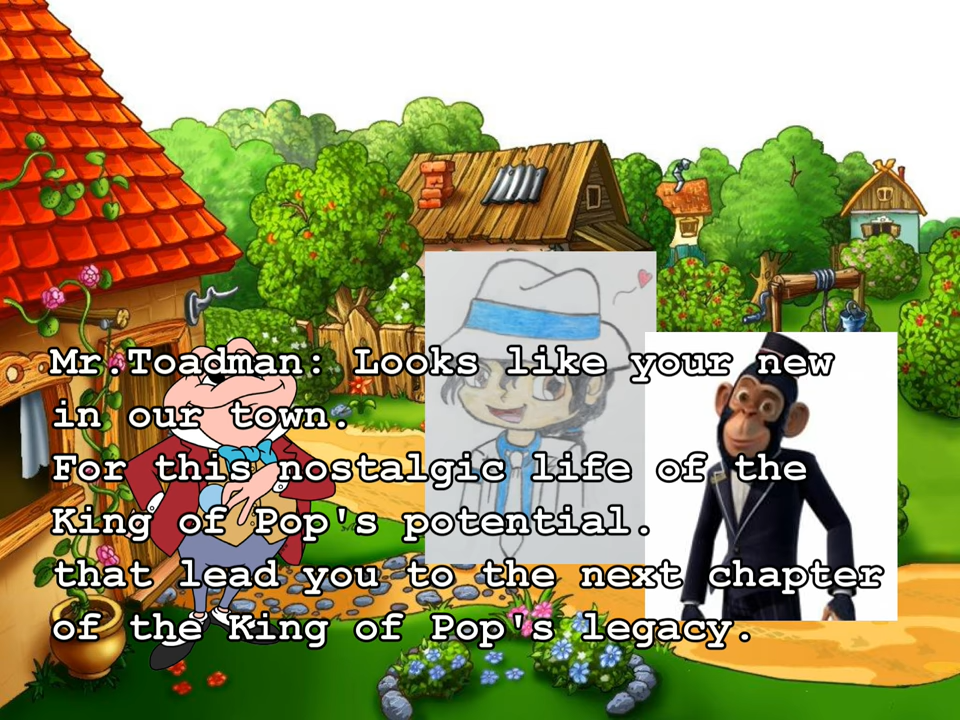 Mr.Toadman: Looks like your new
in our town.
For this nostalgic life of the
King of Pop's potential.
that lead you to the next chapter
of the King of Pop's legacy.